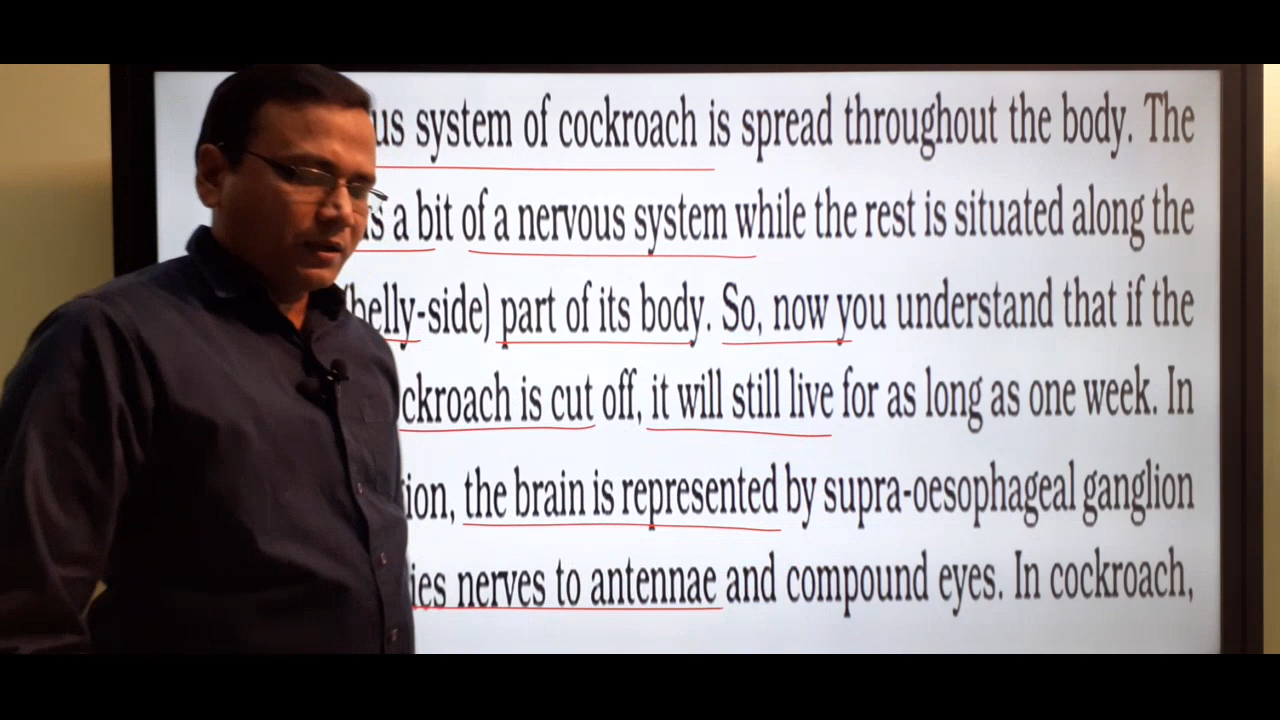 us system of cockroach is spread throughout the body. The
s a bit of a nervous system while the rest is situated along the
(belly-side) part of its body. So, now you understand that if the
ckroach is cut off, it will still live for as long as one week. In
ion, the brain is represented by supra-oesophageal ganglion
ies nerves to antennae and compound eyes. In cockroach,